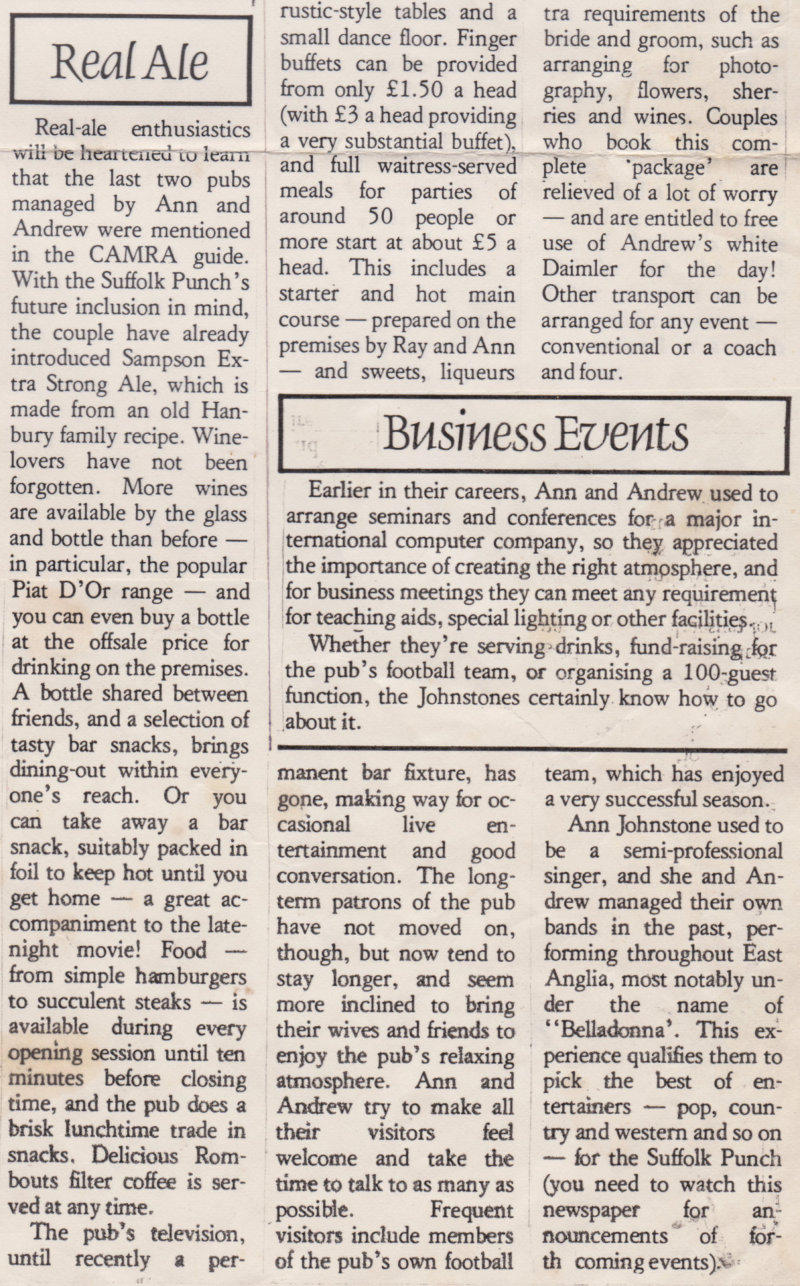 Real Ale
Real-ale enthusiastics
will be heartened to learn
that the last two pubs
managed by Ann and
Andrew were mentioned
in the CAMRA guide.
With the Suffolk Punch's
future inclusion in mind,
the couple have already
introduced Sampson Ex-
tra Strong Ale, which is
made from an old Han-
bury family recipe. Wine-
lovers have not been
forgotten. More wines
are available by the glass
and bottle than before —
in particular, the popular
Piat D'Or range — and
you can even buy a bottle
at the offsale price for
drinking on the premises.
A bottle shared between
friends, and a selection of
tasty bar snacks, brings
dining-out within every-
one's reach. Or you
can take away a bar
snack, suitably packed in
foil to keep hot until you
get home — a great ac-
companiment to the late-
night movie! Food —
from simple hamburgers
to succulent steaks — is
available during every
opening session until ten
minutes before closing
time, and the pub does a
brisk lunchtime trade in
snacks. Delicious Rom-
bouts filter coffee is ser-
ved at any time.
The pub's television,
until recently a per-
manent bar fixture, has
gone, making way for oc-
casional live en-
tertainment and good
conversation. The long-
term patrons of the pub
have not moved on,
though, but now tend to
stay longer, and seem
more inclined to bring
their wives and friends to
enjoy the pub's relaxing
atmosphere. Ann and
Andrew try to make all
their visitors feel
welcome and take the
time to talk to as many as
possible. Frequent
visitors include members
of the pub's own football
team, which has enjoyed
a very successful season.
Ann Johnstone used to
be a semi-professional
singer, and she and An-
drew managed their own
bands in the past, per-
forming throughout East
Anglia, most notably un-
der the name of
‘‘Belladonna’. This ex-
perience qualifies them to
pick the best of en-
tertainers — pop, coun-
try and western and so on
— for the Suffolk Punch
(you need to watch this
newspaper for an-
nouncements of for-
th coming events).
rustic-style tables and a
small dance floor. Finger
buffets can be provided
from only £1.50 a head
(with £3 a head providing
a very substantial buffet),
and full waitress-served
meals for parties of
around 50 people or
more start at about £5 a
head. This includes a
starter and hot main
course — prepared on the
premises by Ray and Ann
— and sweets, liqueurs
tra requirements of the
bride and groom, such as
arranging for photo-
graphy, flowers, sher-
ries and wines. Couples
who book this com-
plete ‘package’ are
relieved of a lot of worry
— and are entitled to free
use of Andrew's white
Daimler for the day!
Other transport can be
arranged for any event —
conventional or a coach
and four.
Business Events
Earlier in their careers, Ann and Andrew used to
arrange seminars and conferences for a major in-
ternational computer company, so they appreciated
the importance of creating the right atmosphere, and
for business meetings they can meet any requirement
for teaching aids, special lighting or other facilities.
Whether they're serving drinks, fund-raising for
the pub's football team, or organising a 100-guest
function, the Johnstones certainly know how to go
about it.